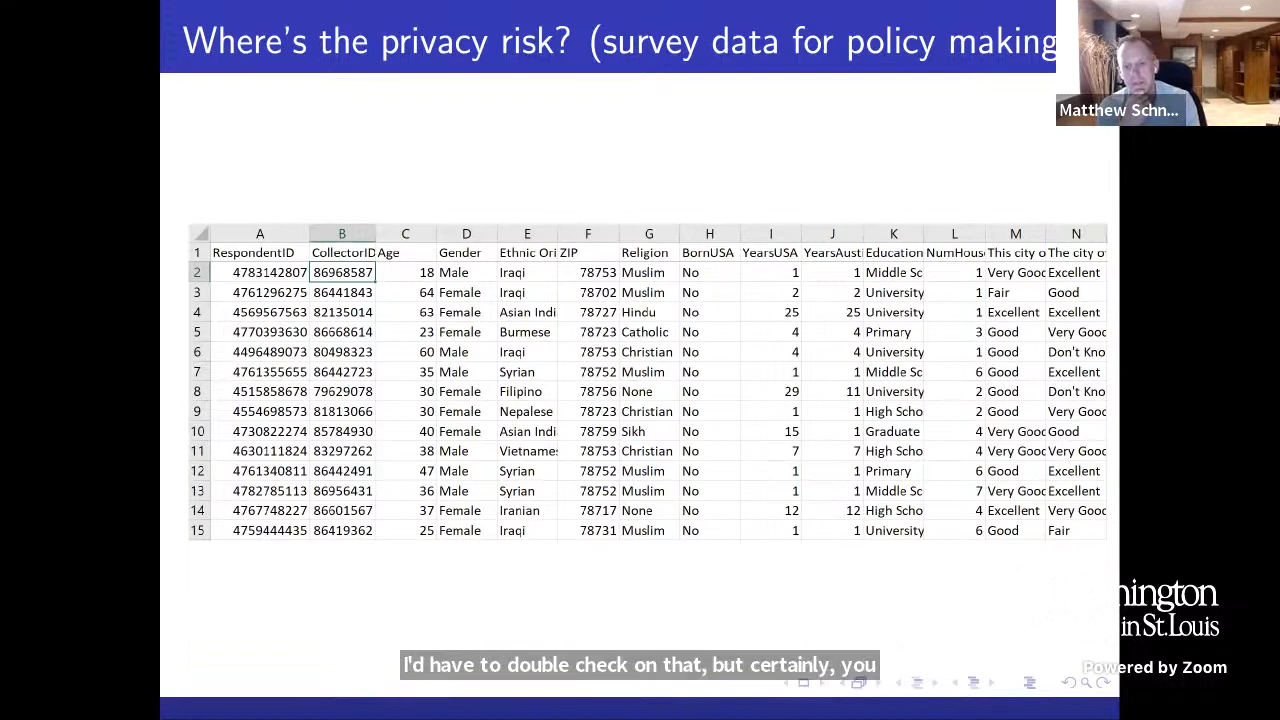 Where's the privacy risk? (survey data for policy making
Matthew Schn...
A B C D E F G H I J K L M N
1 RespondentID CollectorID Age Gender Ethnic Ori ZIP Religion BornUSA YearsUSA YearsAusti Education NumHous This city o The city o
2 4783142807 86968587 18 Male Iraqi 78753 Muslim No 1 1 Middle Sc 1 Very Good Excellent
3 4761296275 86441843 64 Female Iraqi 78702 Muslim No 2 2 University 1 Fair Good
4 4569567563 82135014 63 Female Asian Indi 78727 Hindu No 25 25 University 1 Excellent Excellent
5 4770393630 86668614 23 Female Burmese 78723 Catholic No 4 4 Primary 3 Good Very Good
6 4496489073 80498323 60 Male Iraqi 78753 Christian No 4 4 University 1 Good Don't Kno
7 4761355655 86442723 35 Male Syrian 78752 Muslim No 1 1 Middle Sc 6 Good Excellent
8 4515858678 79629078 30 Female Filipino 78756 None No 29 11 University 2 Good Don't Kno
9 4554698573 81813066 30 Female Nepalese 78723 Christian No 1 1 High Scho 2 Good Very Good
10 4730822274 85784930 40 Female Asian Indi 78759 Sikh No 15 1 Graduate 4 Very Good Good
11 4630111824 83297262 38 Male Vietnames 78753 Christian No 7 7 High Scho 4 Very Good Very Good
12 4761340811 86442491 47 Male Syrian 78752 Muslim No 1 1 Primary 6 Good Excellent
13 4782785113 86956431 36 Male Syrian 78752 Muslim No 1 1 Middle Sc 7 Very Good Excellent
14 4767748227 86601567 37 Female Iranian 78717 None No 12 12 High Scho 4 Excellent Very Good
15 4759444435 86419362 25 Female Iraqi 78731 Muslim No 1 1 University 6 Good Fair
nington
in St. Louis
I'd have to double check on that, but certainly, you
Powered by Zoom